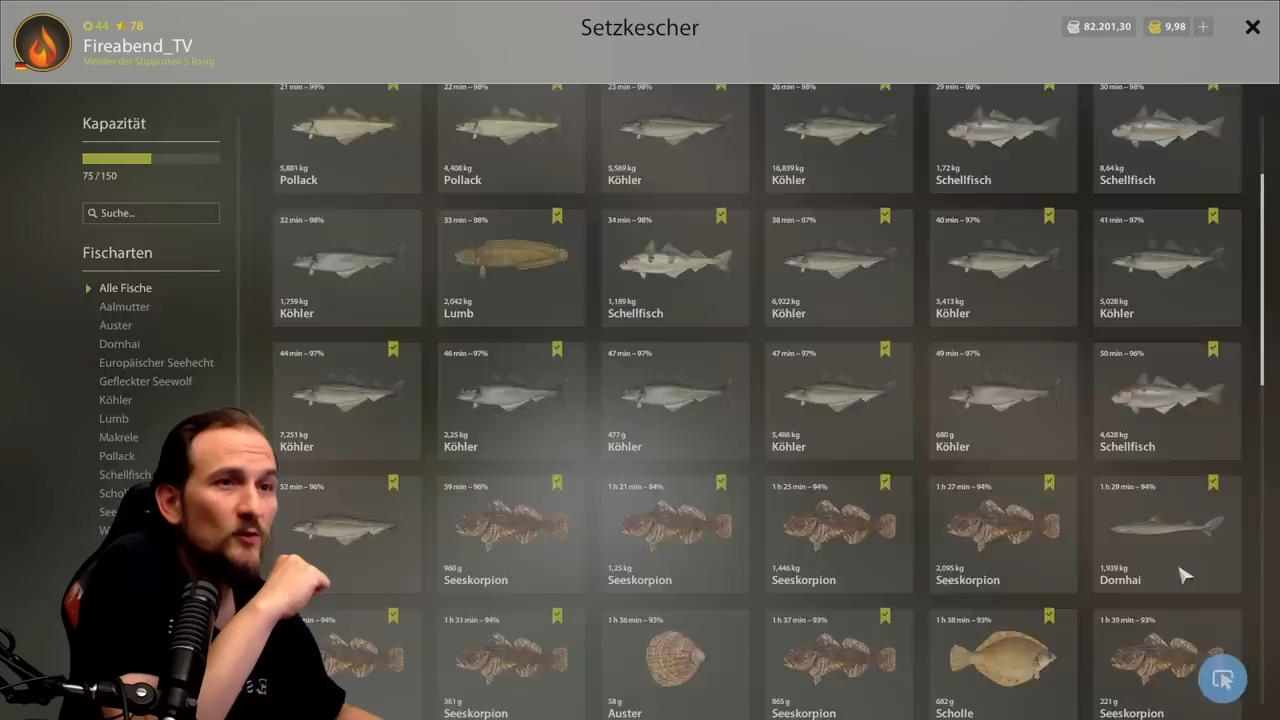 44 78
Fireabend_TV
Meister der Stippruten 5 Rang
Setzkescher
82.201,30
9,98
Kapazität
75 / 150
Suche...
Fischarten
Alle Fische
Aalmutter
Auster
Dornhai
Europäischer Seehecht
Gefleckter Seewolf
Köhler
Lumb
Makrele
Pollack
Schellfisch
21 min – 99%
5,881 kg
Pollack
22 min – 98%
4,408 kg
Pollack
23 min – 98%
5,569 kg
Köhler
26 min – 98%
16,839 kg
Köhler
29 min – 98%
1,72 kg
Schellfisch
30 min – 98%
8,64 kg
Schellfisch
32 min – 98%
1,759 kg
Köhler
33 min – 98%
2,042 kg
Lumb
34 min – 98%
1,189 kg
Schellfisch
38 min – 97%
6,922 kg
Köhler
40 min – 97%
3,413 kg
Köhler
41 min – 97%
5,028 kg
Köhler
44 min – 97%
7,251 kg
Köhler
46 min – 97%
2,25 kg
Köhler
47 min – 97%
477 g
Köhler
47 min – 97%
5,486 kg
Köhler
49 min – 97%
680 g
Köhler
50 min – 96%
4,628 kg
Schellfisch
52 min – 96%
59 min – 96%
960 g
Seeskorpion
1 h 21 min – 94%
1,25 kg
Seeskorpion
1 h 25 min – 94%
1,446 kg
Seeskorpion
1 h 27 min – 94%
2,095 kg
Seeskorpion
1 h 29 min – 94%
1,939 kg
Dornhai
min – 94%
1 h 31 min – 94%
361 g
Seeskorpion
1 h 36 min – 93%
58 g
Auster
1 h 37 min – 93%
865 g
Seeskorpion
1 h 38 min – 93%
682 g
Scholle
1 h 39 min – 93%
221 g
Seeskorpion